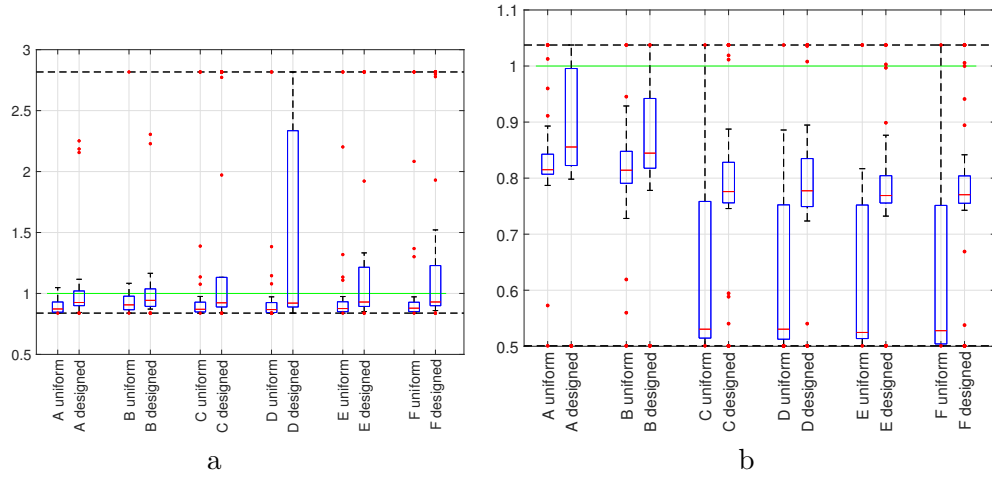 3
2.5
2
1.5
1
0.5
A uniform
A designed
B uniform
B designed
C uniform
C designed
D uniform
D designed
E uniform
E designed
F uniform
F designed
a
1.1
1
0.9
0.8
0.7
0.6
0.5
A uniform
A designed
B uniform
B designed
C uniform
C designed
D uniform
D designed
E uniform
E designed
F uniform
F designed
b